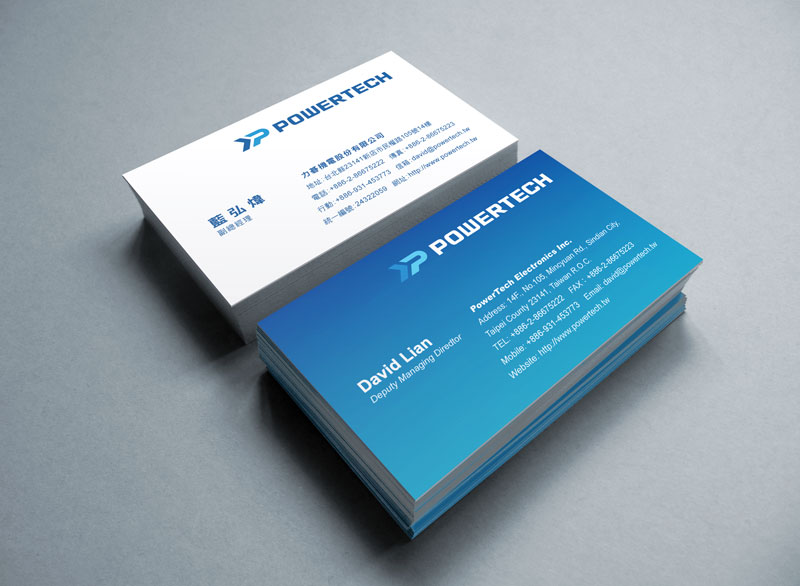 POWERTECH
藍弘煒
副總經理
力碁機電股份有限公司
地址: 台北縣23141新店市民權路105號14樓
電話: +886-2-86675222 傳真: +886-2-86675223
行動: +886-931-453773 信箱: david@powertech.tw
統一編號: 24322059 網址: http://www.powertech.tw
POWERTECH
David Lian
Deputy Managing Diredtor
PowerTech Electronics Inc.
Address: 14F., No.105, Mincyuan Rd., Sindian City,
Taipei County 23141, Taiwan R.O.C.
TEL: +886-2-86675222 FAX : +886-2-86675223
Mobile: +886-931-453773 Email: david@powertech.tw
Website: http://www.powertech.tw